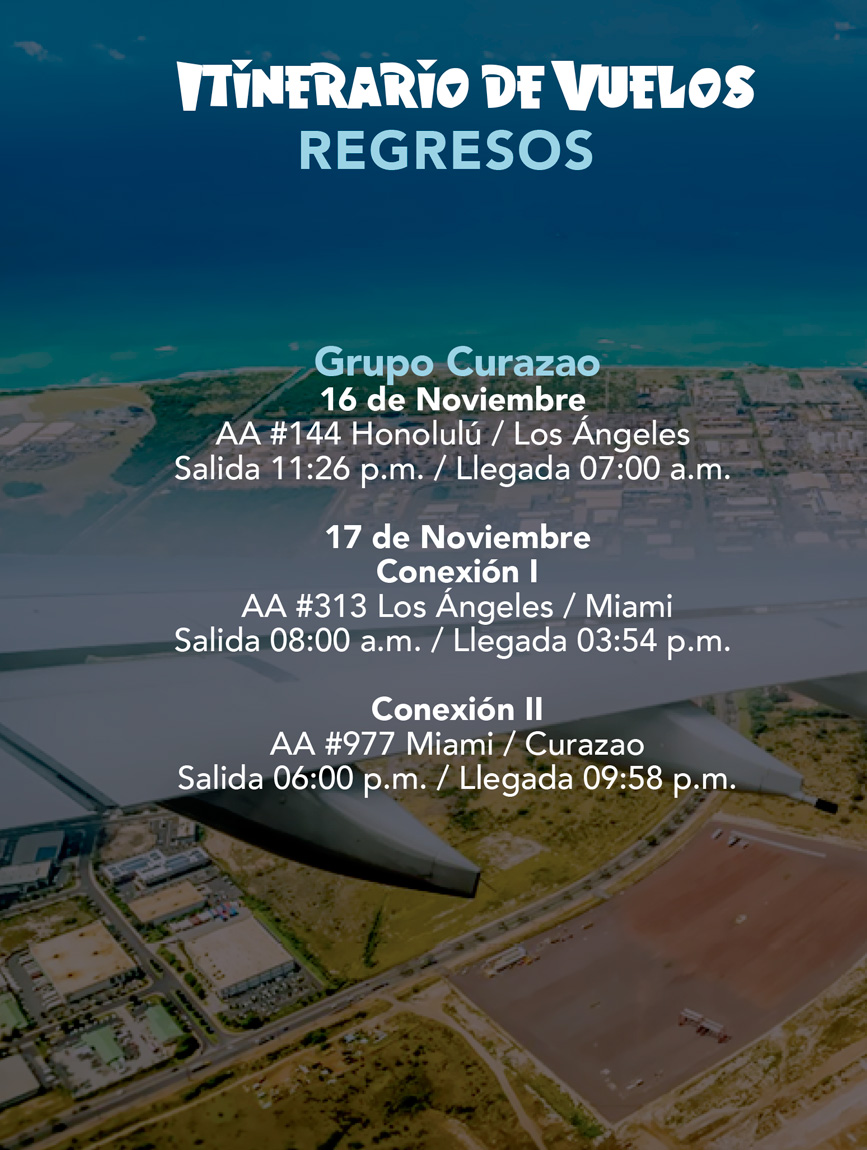 Itinerario de Vuelos
REGRESOS
Grupo Curazao
16 de Noviembre
AA #144 Honolulú / Los Ángeles
Salida 11:26 p.m. / Llegada 07:00 a.m.
17 de Noviembre
Conexión I
AA #313 Los Ángeles / Miami
Salida 08:00 a.m. / Llegada 03:54 p.m.
Conexión II
AA #977 Miami / Curazao
Salida 06:00 p.m. / Llegada 09:58 p.m.